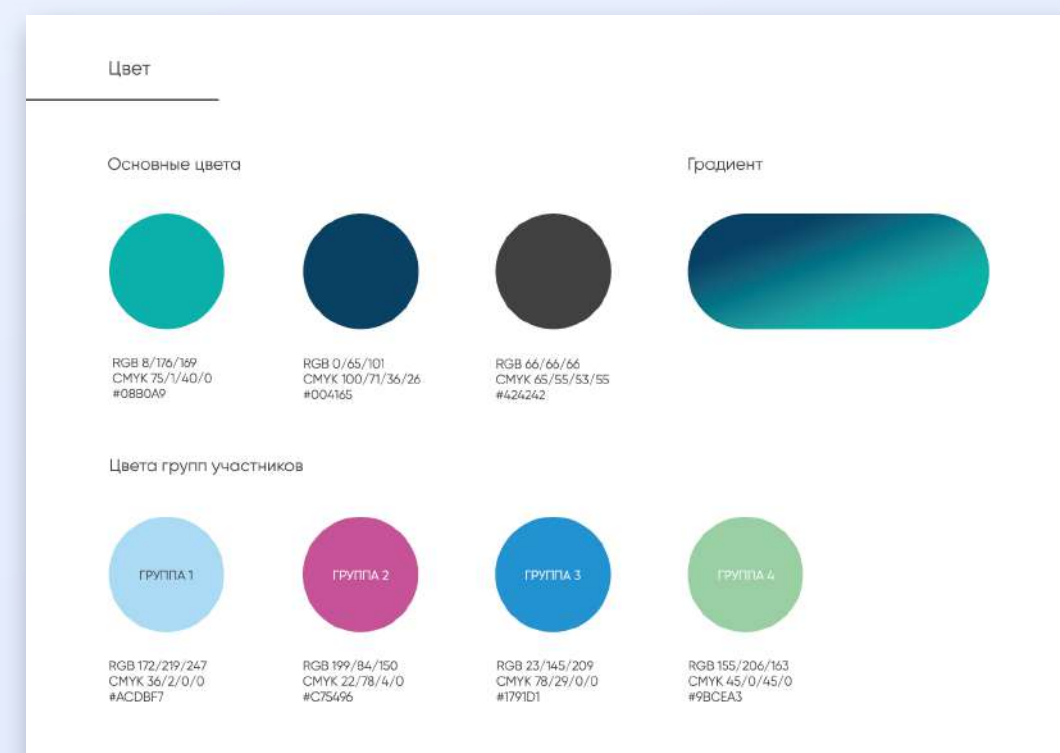 Цвет
Основные цвета
Градиент
RGB 8/176/169
CMYK 75/1/40/0
#08B0A9
RGB 0/65/101
CMYK 100/71/36/26
#004165
RGB 66/66/66
CMYK 65/55/53/55
#424242
Цвета групп участников
ГРУППА 1
ГРУППА 2
ГРУППА 3
ГРУППА 4
RGB 172/219/247
CMYK 36/2/0/0
#ACDBF7
RGB 199/84/150
CMYK 22/78/4/0
#C75496
RGB 23/145/209
CMYK 78/29/0/0
#1791D1
RGB 155/206/163
CMYK 45/0/45/0
#9BCEA3